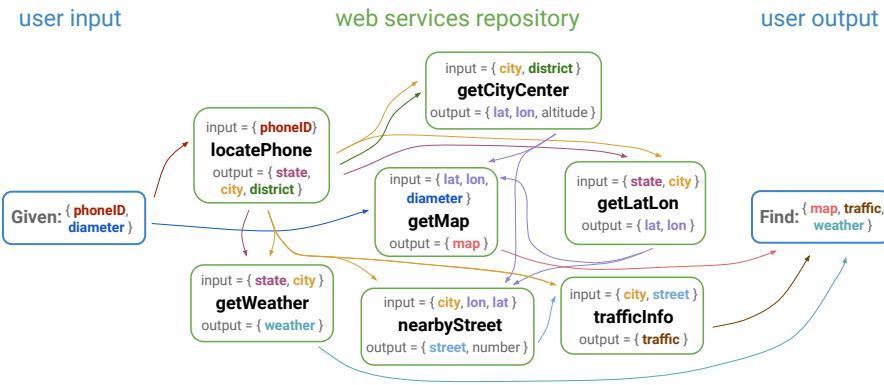 user input
web services repository
user output
input = { city, district }
getCityCenter
output = { lat, lon, altitude }
input = { phoneID}
locatePhone
output = { state,
city, district }
input = { lat, lon,
diameter }
getMap
output = { map }
input = { state, city }
getLatLon
output = { lat, lon }
Given: { phoneID,
diameter }
Find: { map, traffic,
weather }
input = { state, city }
getWeather
output = { weather }
input = { city, lon, lat }
nearbyStreet
output = { street, number }
input = { city, street }
trafficInfo
output = { traffic }